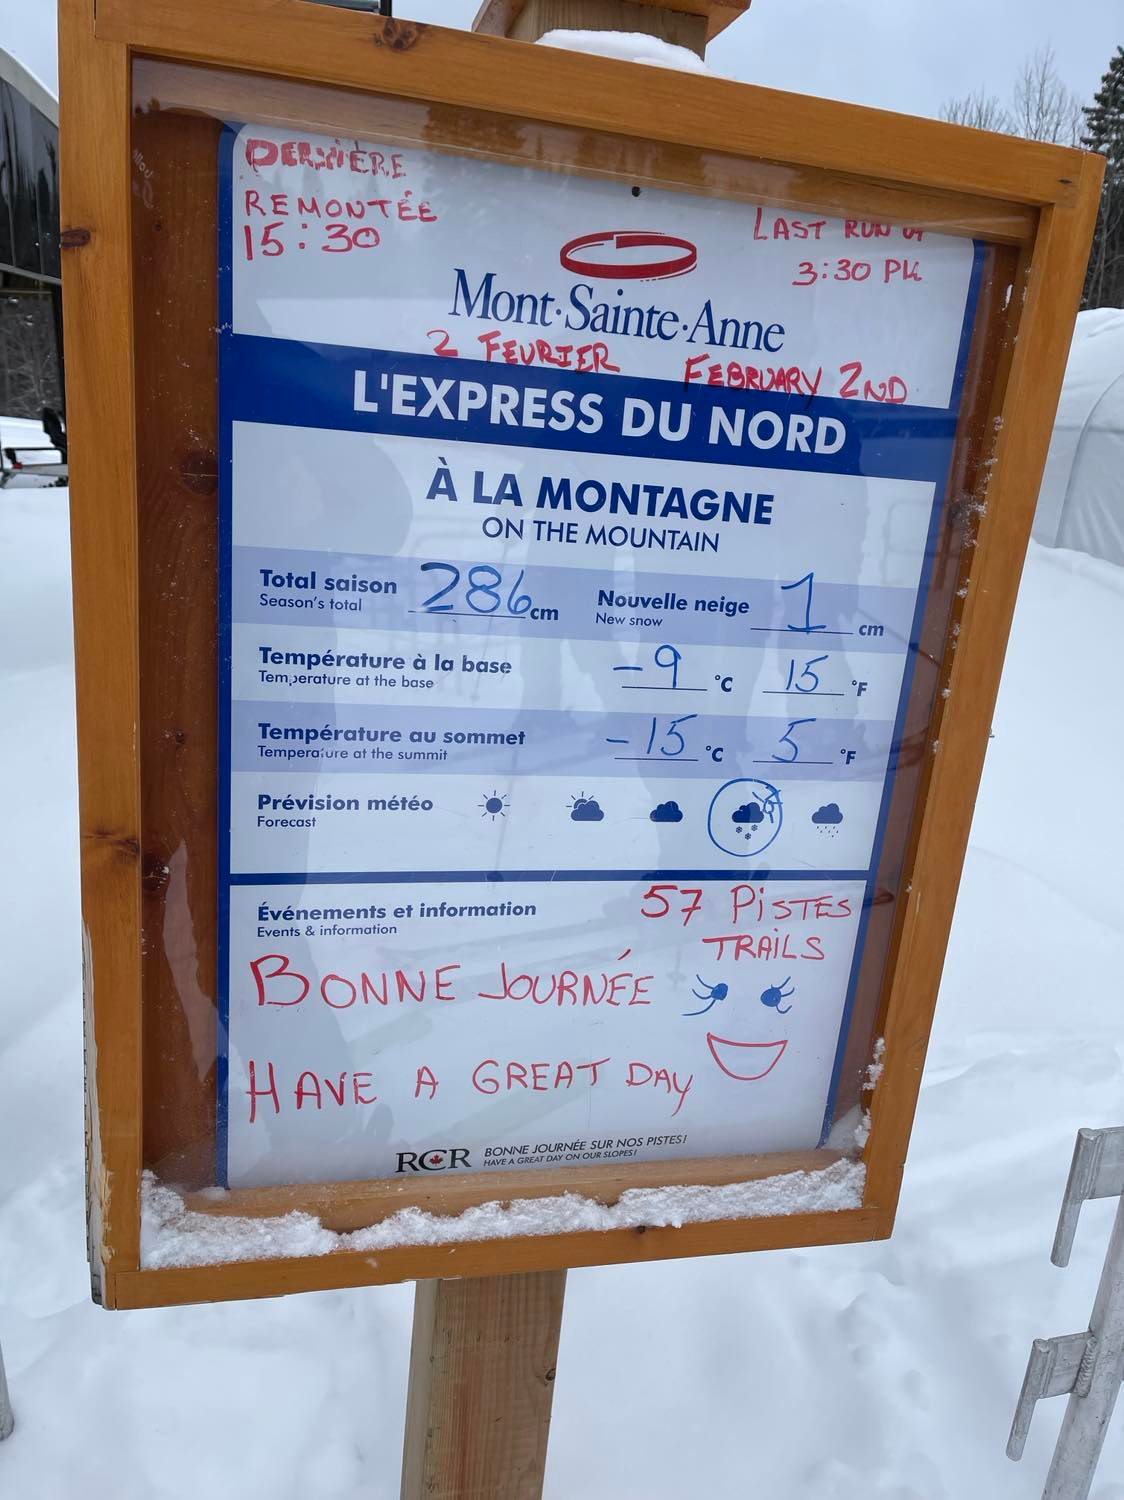 DERNIÈRE
REMONTÉE
15:30
LAST RUN AT
3:30 PM
Mont·Sainte·Anne
2 FEVRIER FEBRUARY 2ND
L'EXPRESS DU NORD
À LA MONTAGNE
ON THE MOUNTAIN
Total saison 286 cm Nouvelle neige 1 cm
Season's total New snow
Température à la base -9 °C 15 °F
Temperature at the base
Température au sommet -15 °C 5 °F
Temperature at the summit
Prévision météo
Forecast
Événements et information 57 PiSTES
Events & information
TRAiLS
BONNE JOURNÉE
HAVE A GREAT DAY
RCR BONNE JOURNÉE SUR NOS PISTES!
HAVE A GREAT DAY ON OUR SLOPES!